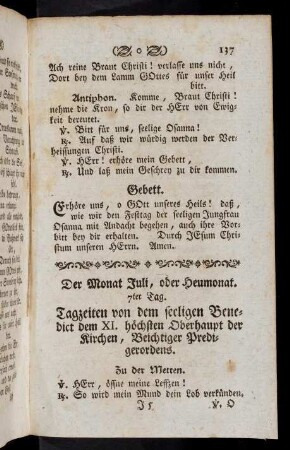 ( o ) 137
Ach reine Braut Christi! verlasse uns nicht,
Dort bey dem Lamm GOttes für unser Heil
bitt.
Antiphon. Komme, Braut Christi!
nehme die Kron, so dir der HErr von Ewig-
keit bereitet.
℣. Bitt für uns, seelige Osanna!
℟. Auf daß wir würdig werden der Ver-
heissungen Christi.
℣. HErr! erhöre mein Gebett,
℟. Und laß mein Geschrey zu dir kommen.
Gebett.
Erhöre uns, o GOtt unseres Heils! daß,
wie wir den Festtag der seeligen Jungfrau
Osanna mit Andacht begehen, auch ihre Vor-
bitt bey dir erhalten. Durch JEsum Chri-
stum unseren HErrn. Amen.
Der Monat Juli, oder Heumonat.
7ter Tag.
Tagzeiten von dem seeligen Bene-
dict dem XI. höchsten Oberhaupt der
Kirchen, Beichtiger Predi-
gerordens.
Zu der Metten.
℣. HErr, öffne meine Leffzen!
℟. So wird mein Mund dein Lob verkünden.
J 5 ℣. O